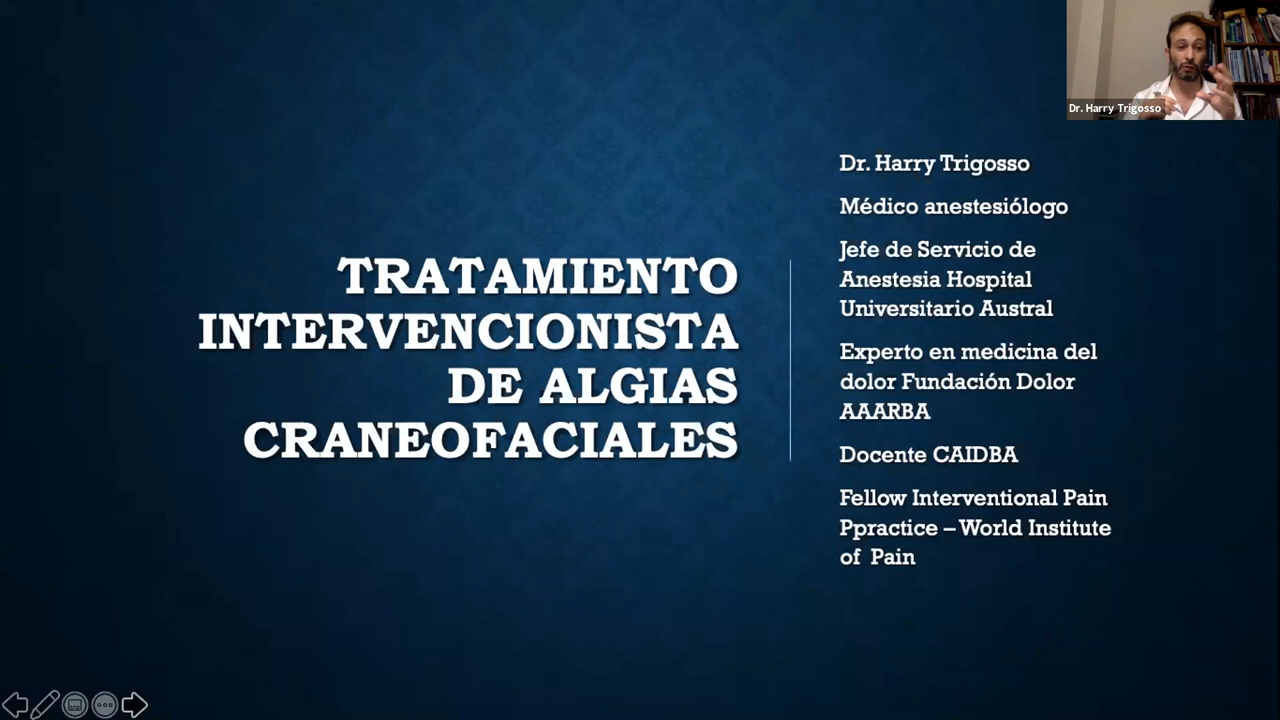 Dr. Harry Trigosso
TRATAMIENTO
INTERVENCIONISTA
DE ALGIAS
CRANEOFACIALES
Dr. Harry Trigosso
Médico anestesiólogo
Jefe de Servicio de
Anestesia Hospital
Universitario Austral
Experto en medicina del
dolor Fundación Dolor
AAARBA
Docente CAIDBA
Fellow Interventional Pain
Ppractice – World Institute
of Pain